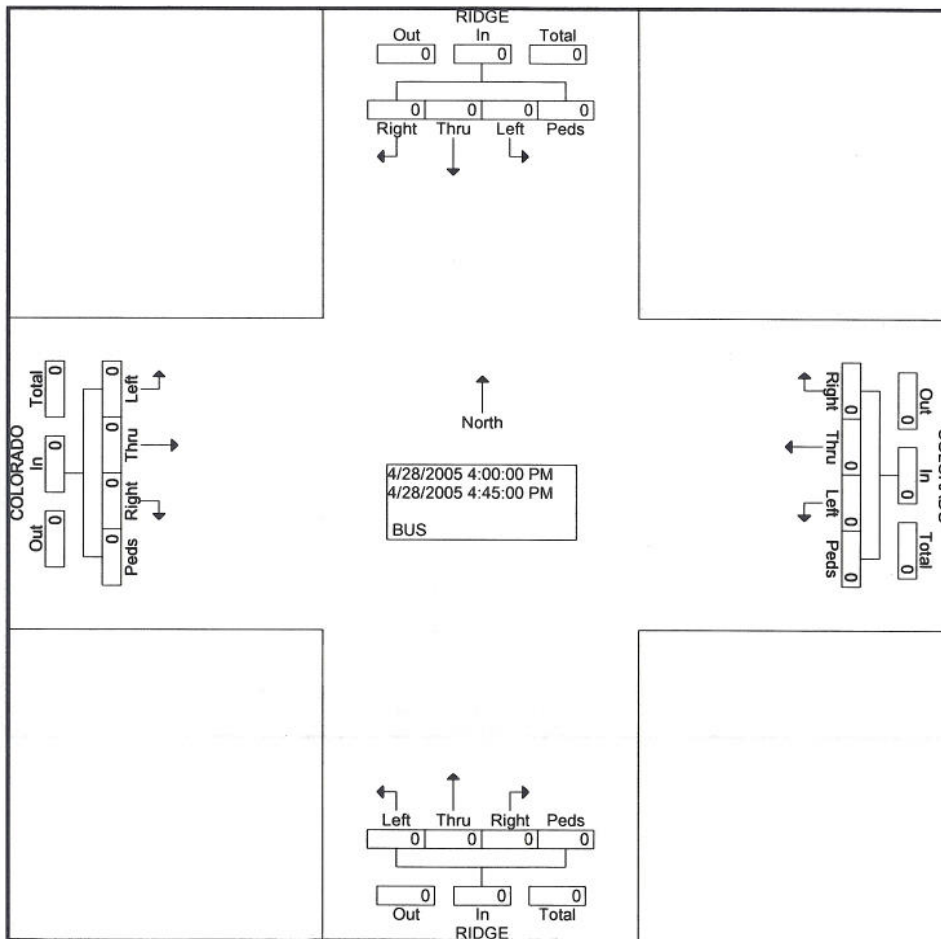 RIDGE
Out In Total
0 0 0
0 0 0 0
Right Thru Left Peds
Total 0
In 0
Out 0
COLORADO
Left 0
Thru 0
Right 0
Peds 0
North
4/28/2005 4:00:00 PM
4/28/2005 4:45:00 PM
BUS
Right 0
Thru 0
Left 0
Peds 0
Out 0
In 0
Total 0
Left Thru Right Peds
0 0 0 0
0 0 0
Out In Total
RIDGE